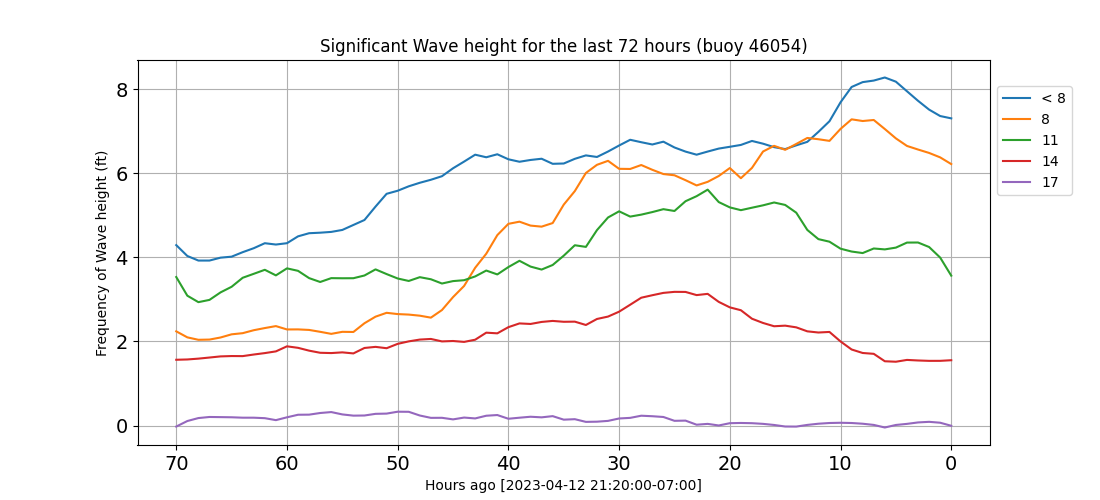 Significant Wave height for the last 72 hours (buoy 46054)
Frequency of Wave height (ft)
8
6
4
2
0
70 60 50 40 30 20 10 0
Hours ago [2023-04-12 21:20:00-07:00]
< 8
8
11
14
17